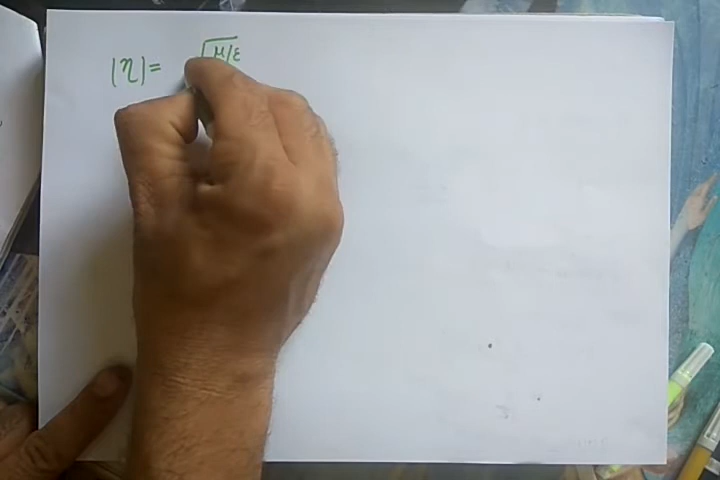 |η| = √μ/ε